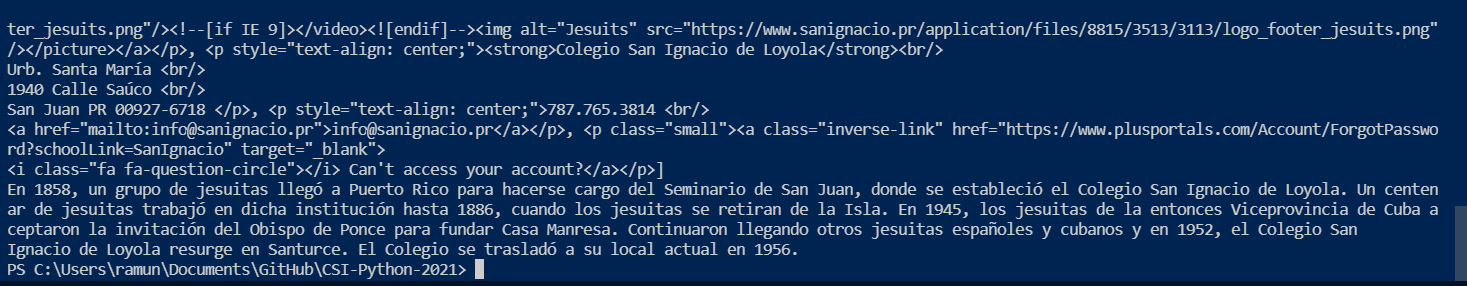 ter_jesuits.png"/><!--[if IE 9]></video><![endif]--><img alt="Jesuits" src="https://www.sanignacio.pr/application/files/8815/3513/3113/logo_footer_jesuits.png"
/></picture></a></p>, <p style="text-align: center;"><strong>Colegio San Ignacio de Loyola</strong><br/>
Urb. Santa María <br/>
1940 Calle Saúco <br/>
San Juan PR 00927-6718 </p>, <p style="text-align: center;">787.765.3814 <br/>
<a href="mailto:info@sanignacio.pr">info@sanignacio.pr</a></p>, <p class="small"><a class="inverse-link" href="https://www.plusportals.com/Account/ForgotPasswo
rd?schoolLink=SanIgnacio" target="_blank">
<i class="fa fa-question-circle"></i> Can't access your account?</a></p>]
En 1858, un grupo de jesuitas llegó a Puerto Rico para hacerse cargo del Seminario de San Juan, donde se estableció el Colegio San Ignacio de Loyola. Un centen
ar de jesuitas trabajó en dicha institución hasta 1886, cuando los jesuitas se retiran de la Isla. En 1945, los jesuitas de la entonces Viceprovincia de Cuba a
ceptaron la invitación del Obispo de Ponce para fundar Casa Manresa. Continuaron llegando otros jesuitas españoles y cubanos y en 1952, el Colegio San
Ignacio de Loyola resurge en Santurce. El Colegio se trasladó a su local actual en 1956.
PS C:\Users\ramun\Documents\GitHub\CSI-Python-2021>